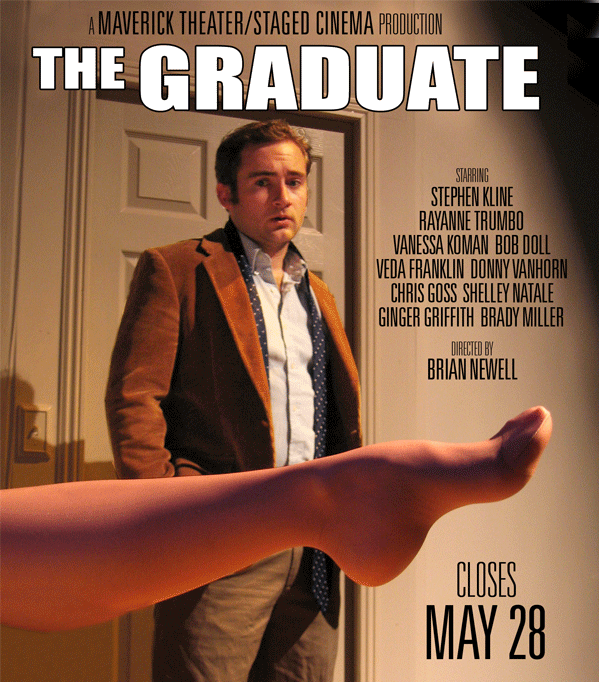 A MAVERICK THEATER/STAGED CINEMA PRODUCTION
THE GRADUATE
STARRING
STEPHEN KLINE
RAYANNE TRUMBO
VANESSA KOMAN BOB DOLL
VEDA FRANKLIN DONNY VANHORN
CHRIS GOSS SHELLEY NATALE
GINGER GRIFFITH BRADY MILLER
DIRECTED BY
BRIAN NEWELL
CLOSES
MAY 28